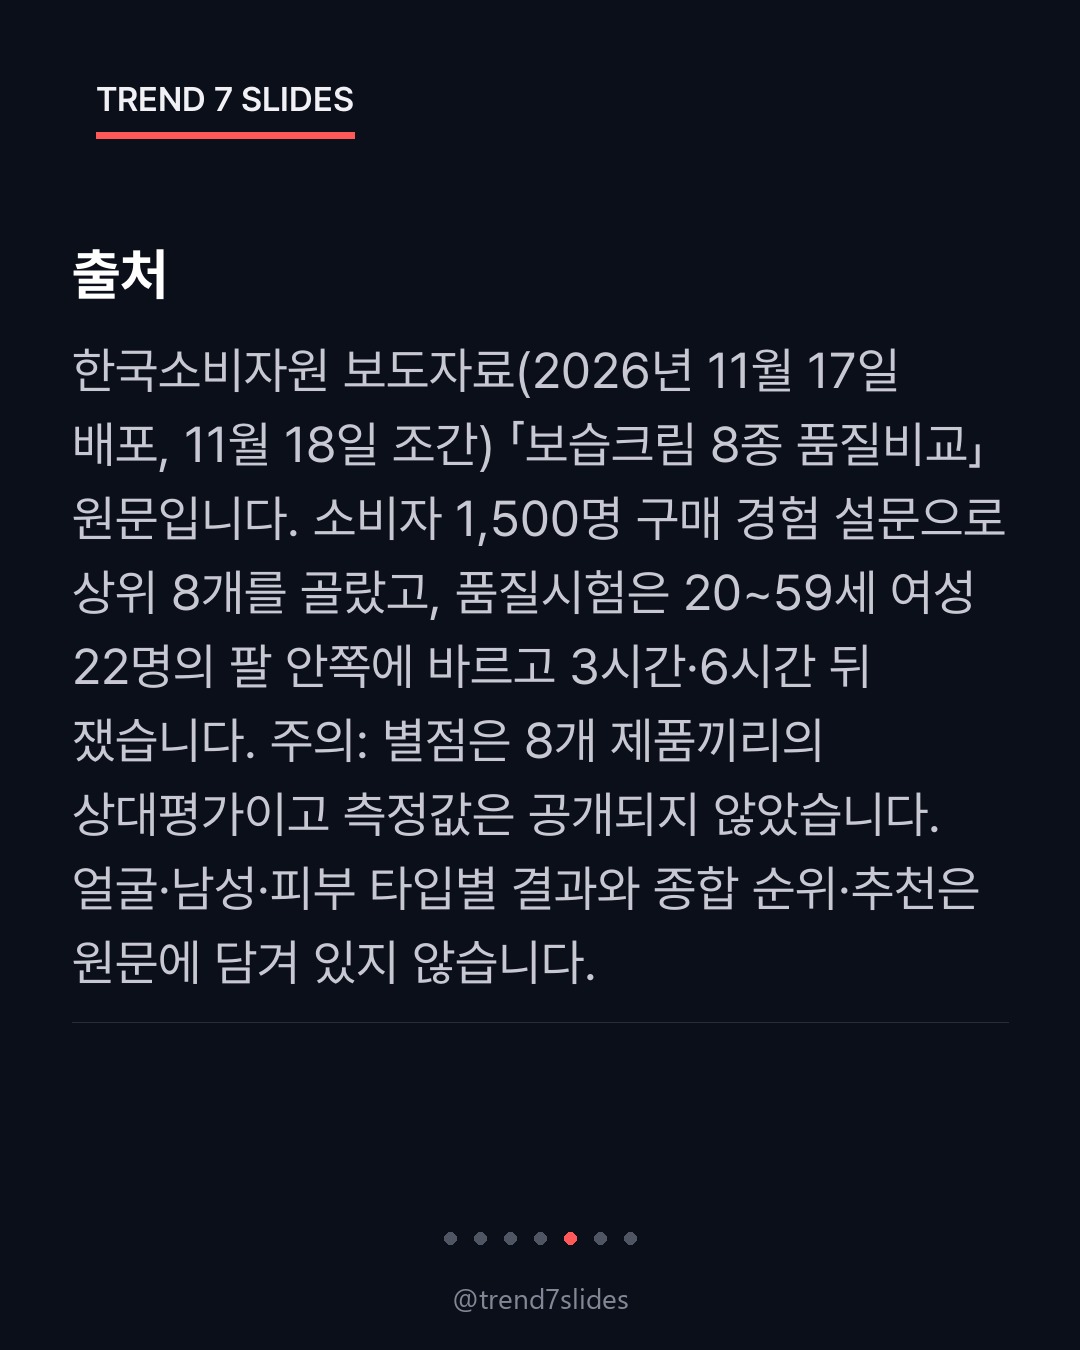 TREND 7 SLIDES
출처
한국소비자원 보도자료(2026년 11월 17일
배포, 11월 18일 조간) 「보습크림 8종 품질비교」
원문입니다. 소비자 1,500명 구매 경험 설문으로
상위 8개를 골랐고, 품질시험은 20~59세 여성
22명의 팔 안쪽에 바르고 3시간·6시간 뒤
쟀습니다. 주의: 별점은 8개 제품끼리의
상대평가이고 측정값은 공개되지 않았습니다.
얼굴·남성·피부 타입별 결과와 종합 순위·추천은
원문에 담겨 있지 않습니다.
@trend7slides